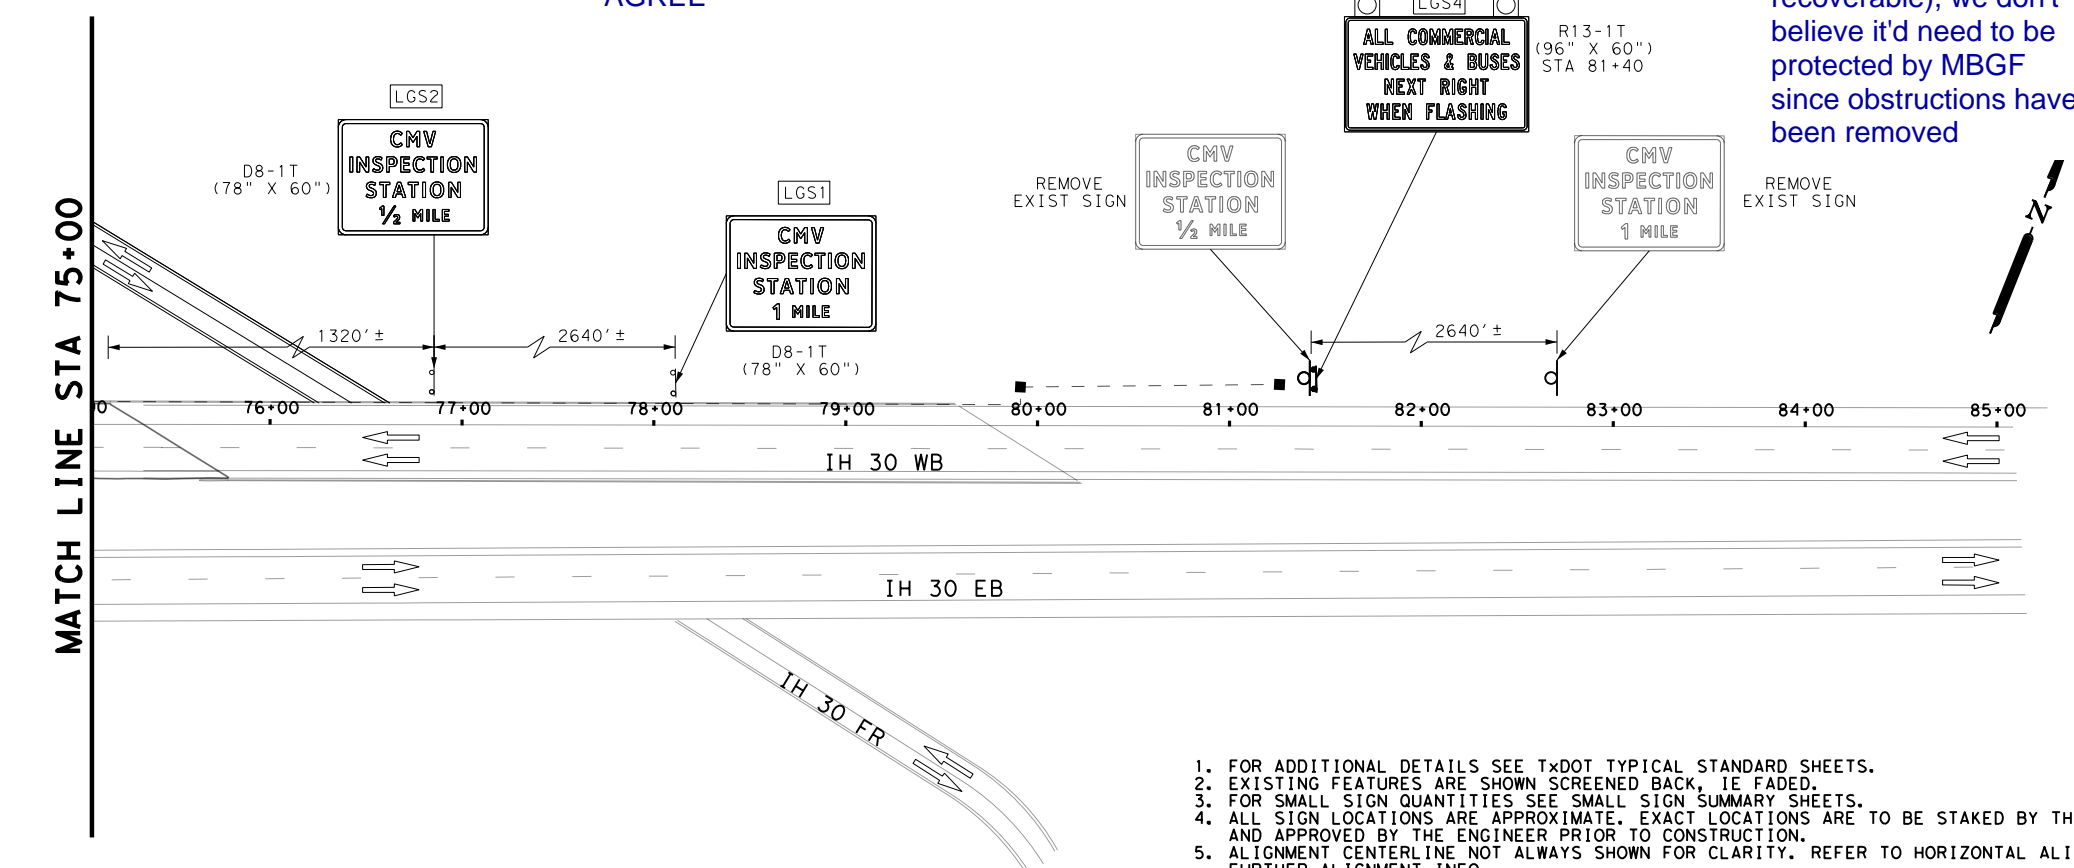 AGREE
recoverable), we don't
believe it'd need to be
protected by MBGF
since obstructions have
been removed
LGS4
ALL COMMERCIAL
VEHICLES & BUSES
NEXT RIGHT
WHEN FLASHING
R13-1T
(96" X 60")
STA 81+40
LGS2
CMV
INSPECTION
STATION
1/2 MILE
D8-1T
(78" X 60")
LGS1
CMV
INSPECTION
STATION
1 MILE
D8-1T
(78" X 60")
REMOVE
EXIST SIGN
CMV
INSPECTION
STATION
1/2 MILE
CMV
INSPECTION
STATION
1 MILE
REMOVE
EXIST SIGN
N
1320'±
2640'±
2640'±
MATCH LINE STA 75+00
76+00
77+00
78+00
79+00
80+00
81+00
82+00
83+00
84+00
85+00
IH 30 WB
IH 30 EB
IH 30 FR
1. FOR ADDITIONAL DETAILS SEE TxDOT TYPICAL STANDARD SHEETS.
2. EXISTING FEATURES ARE SHOWN SCREENED BACK, IE FADED.
3. FOR SMALL SIGN QUANTITIES SEE SMALL SIGN SUMMARY SHEETS.
4. ALL SIGN LOCATIONS ARE APPROXIMATE. EXACT LOCATIONS ARE TO BE STAKED BY TH
AND APPROVED BY THE ENGINEER PRIOR TO CONSTRUCTION.
5. ALIGNMENT CENTERLINE NOT ALWAYS SHOWN FOR CLARITY. REFER TO HORIZONTAL ALI
FURTHER ALIGNMENT INFO